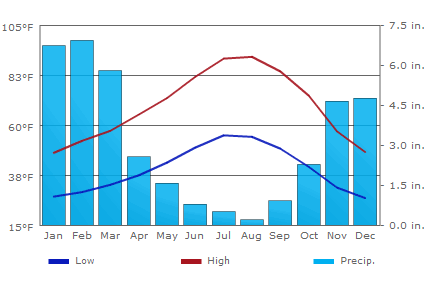 105°F 7.5 in.
83°F 6.0 in.
60°F 4.5 in.
3.0 in.
38°F 1.5 in.
15°F 0.0 in.
Jan Feb Mar Apr May Jun Jul Aug Sep Oct Nov Dec
Low High Precip.